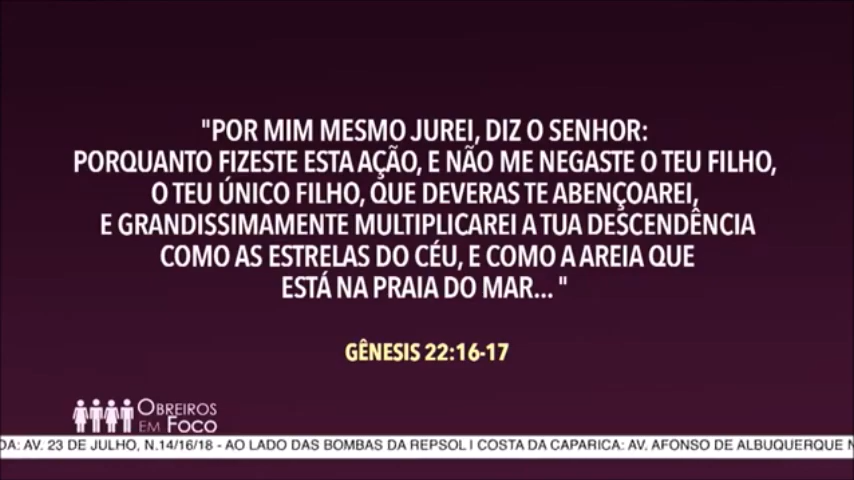 "POR MIM MESMO JUREI, DIZ O SENHOR:
PORQUANTO FIZESTE ESTA AÇÃO, E NÃO ME NEGASTE O TEU FILHO,
O TEU ÚNICO FILHO, QUE DEVERAS TE ABENÇOAREI,
E GRANDISSIMAMENTE MULTIPLICAREI A TUA DESCENDÊNCIA
COMO AS ESTRELAS DO CÉU, E COMO A AREIA QUE
ESTÁ NA PRAIA DO MAR... "
GÊNESIS 22:16-17
OBREIROS
EM FOCO
DA: AV. 23 DE JULHO, N.14/16/18 - AO LADO DAS BOMBAS DA REPSOL I COSTA DA CAPARICA: AV. AFONSO DE ALBUQUERQUE N